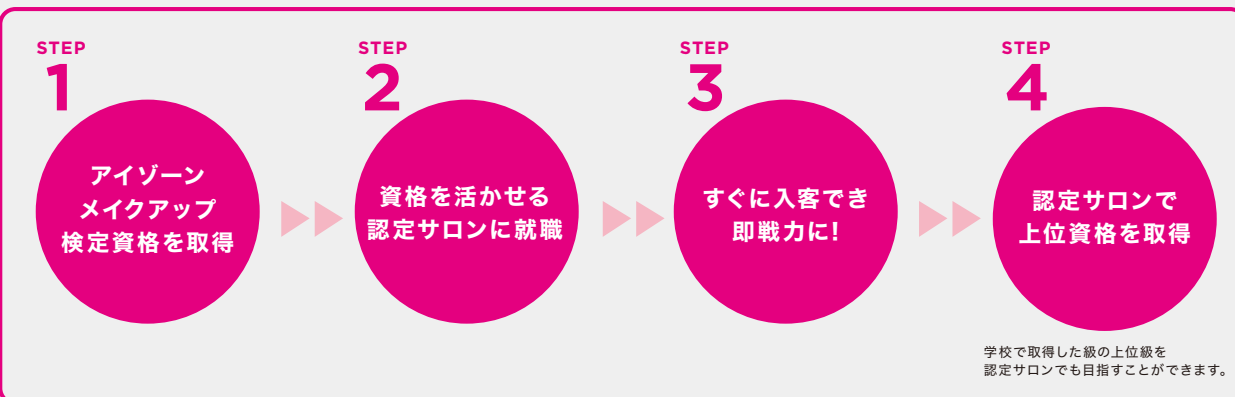 STEP
1
アイゾーン
メイクアップ
検定資格を取得
STEP
2
資格を活かせる
認定サロンに就職
STEP
3
すぐに入客でき
即戦力に!
STEP
4
認定サロンで
上位資格を取得
学校で取得した級の上位級を
認定サロンでも目指すことができます。